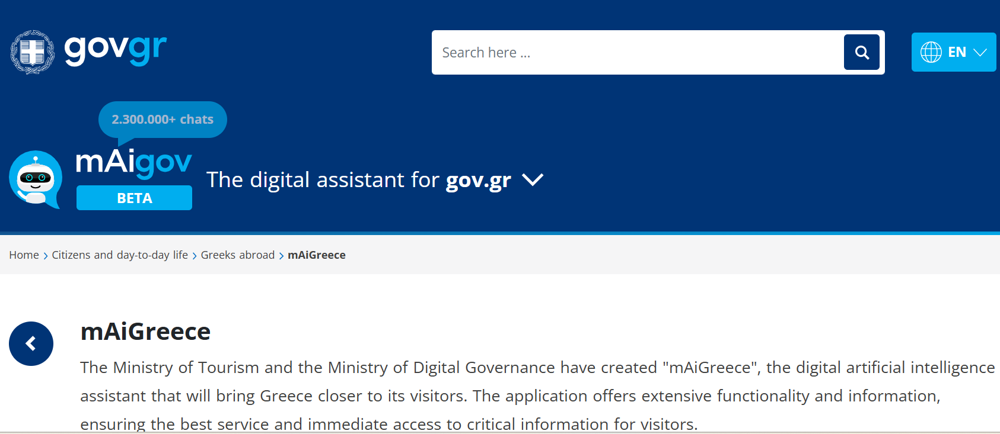 govgr
Search here ...
EN
2.300.000+ chats
mAigov
BETA
The digital assistant for gov.gr
Home › Citizens and day-to-day life › Greeks abroad › mAiGreece
mAiGreece
The Ministry of Tourism and the Ministry of Digital Governance have created "mAiGreece", the digital artificial intelligence
assistant that will bring Greece closer to its visitors. The application offers extensive functionality and information,
ensuring the best service and immediate access to critical information for visitors.